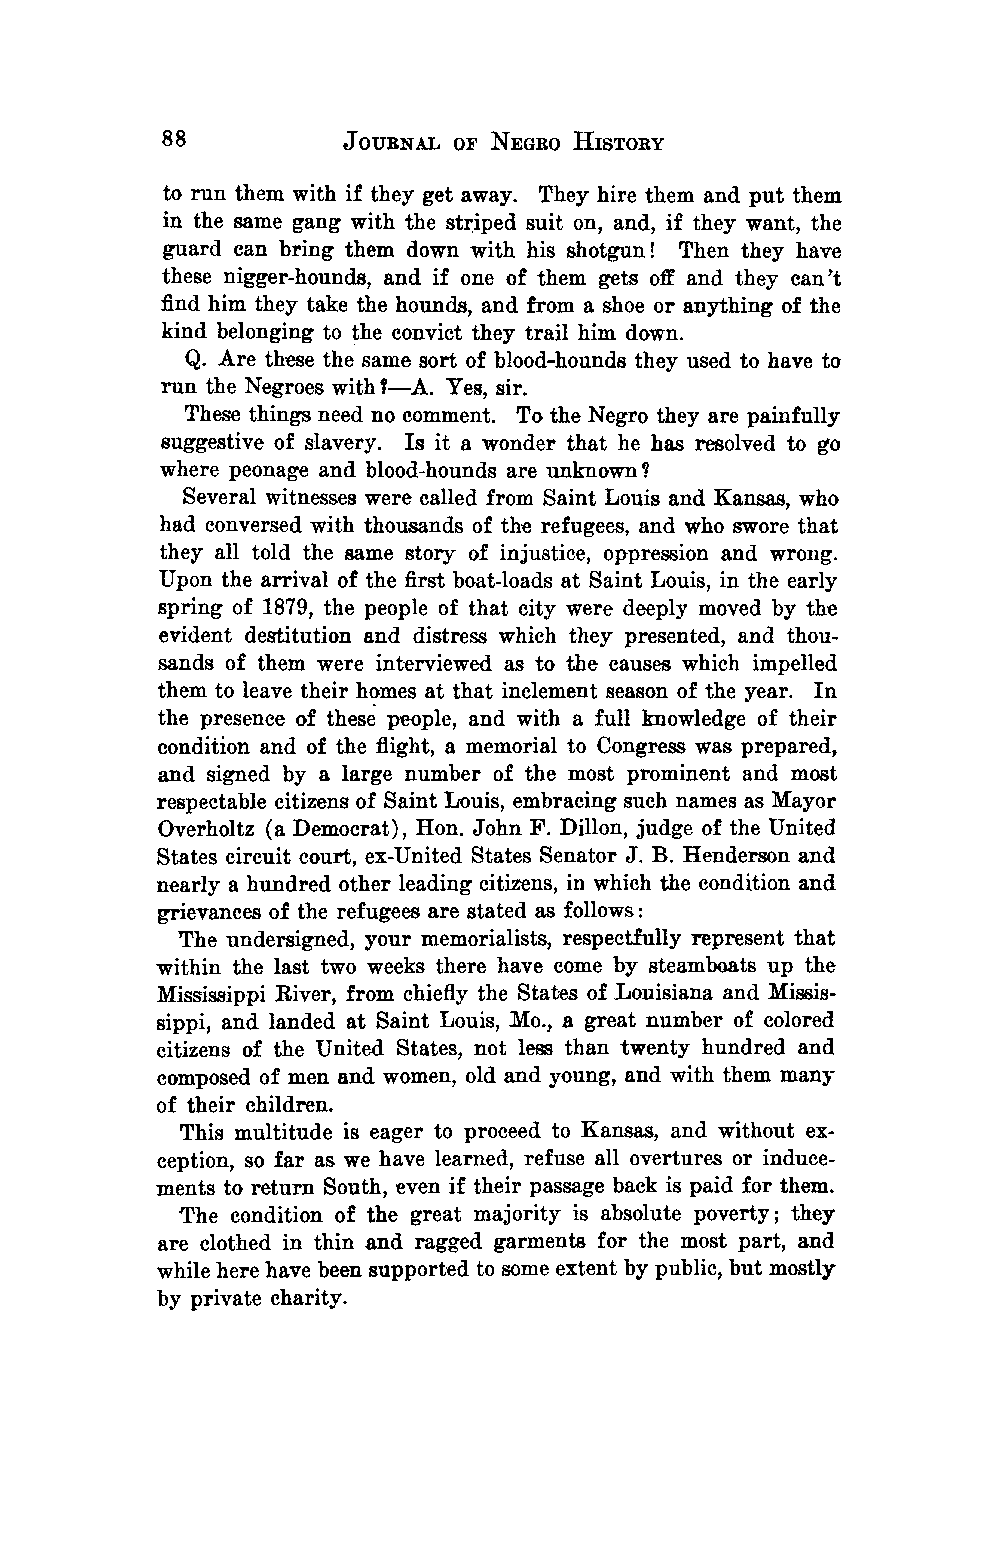 88 JOURNAL OF NEGRO HISTORY
to run them with if they get away. They hire them and put them
in the same gang with the striped suit on, and, if they want, the
guard can bring them down with his shotgun! Then they have
these nigger-hounds, and if one of them gets off and they can't
find him they take the hounds, and from a shoe or anything of the
kind belonging to the convict they trail him down.
Q. Are these the same sort of blood-hounds they used to have to
run the Negroes with?—A. Yes, sir.
These things need no comment. To the Negro they are painfully
suggestive of slavery. Is it a wonder that he has resolved to go
where peonage and blood-hounds are unknown?
Several witnesses were called from Saint Louis and Kansas, who
had conversed with thousands of the refugees, and who swore that
they all told the same story of injustice, oppression and wrong.
Upon the arrival of the first boat-loads at Saint Louis, in the early
spring of 1879, the people of that city were deeply moved by the
evident destitution and distress which they presented, and thou-
sands of them were interviewed as to the causes which impelled
them to leave their homes at that inclement season of the year. In
the presence of these people, and with a full knowledge of their
condition and of the flight, a memorial to Congress was prepared,
and signed by a large number of the most prominent and most
respectable citizens of Saint Louis, embracing such names as Mayor
Overholtz (a Democrat), Hon. John F. Dillon, judge of the United
States circuit court, ex-United States Senator J. B. Henderson and
nearly a hundred other leading citizens, in which the condition and
grievances of the refugees are stated as follows:
The undersigned, your memorialists, respectfully represent that
within the last two weeks there have come by steamboats up the
Mississippi River, from chiefly the States of Louisiana and Missis-
sippi, and landed at Saint Louis, Mo., a great number of colored
citizens of the United States, not less than twenty hundred and
composed of men and women, old and young, and with them many
of their children.
This multitude is eager to proceed to Kansas, and without ex-
ception, so far as we have learned, refuse all overtures or induce-
ments to return South, even if their passage back is paid for them.
The condition of the great majority is absolute poverty; they
are clothed in thin and ragged garments for the most part, and
while here have been supported to some extent by public, but mostly
by private charity.